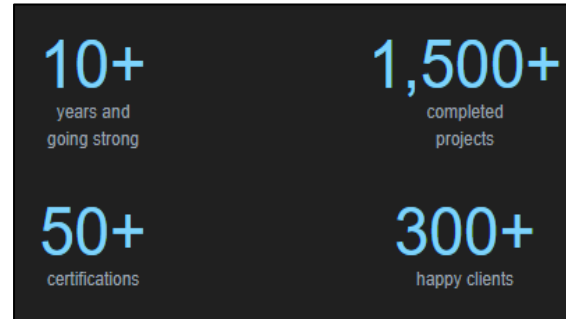 10+
years and
going strong
1,500+
completed
projects
50+
certifications
300+
happy clients